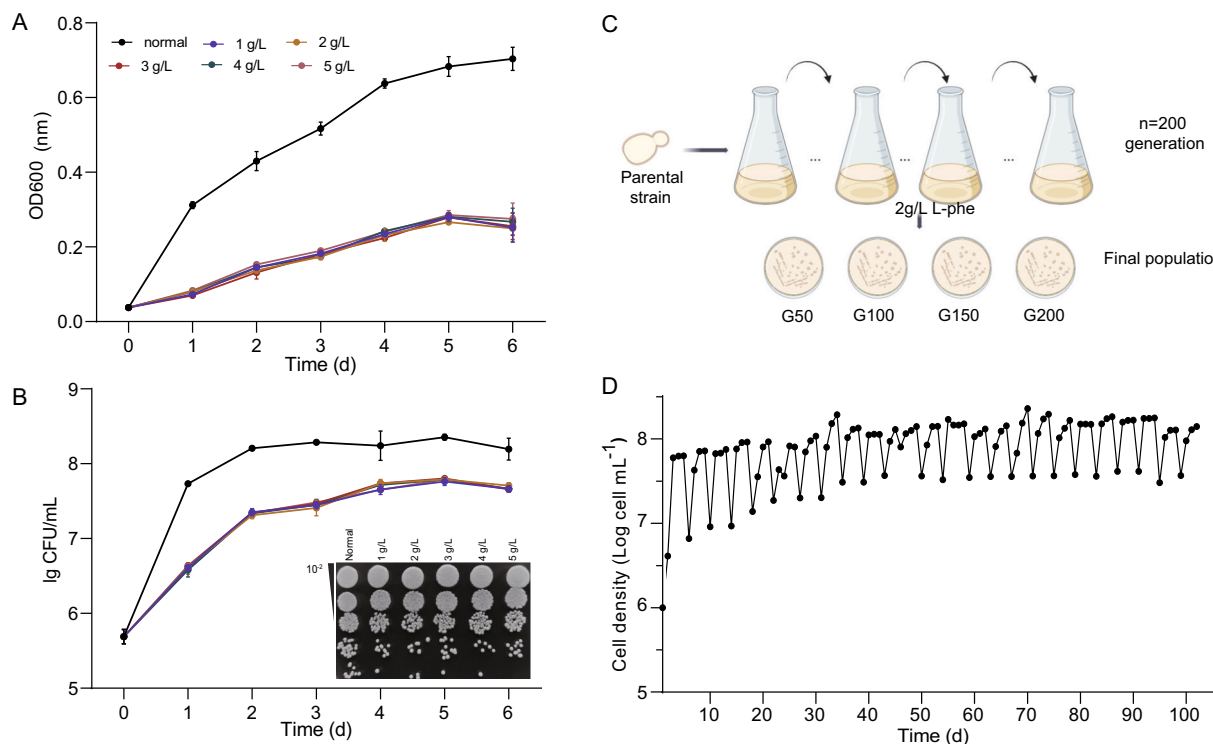 A
0.8
normal
1 g/L
2 g/L
3 g/L
4 g/L
5 g/L
0.6
0.4
0.2
0.0
OD600 (nm)
0 1 2 3 4 5 6
Time (d)
B
9
8
7
6
5
lg CFU/mL
Normal
1 g/L
2 g/L
3 g/L
4 g/L
5 g/L
10-2
0 1 2 3 4 5 6
Time (d)
C
Parental
strain
...
...
...
n=200
generation
2g/L L-phe
Final populatio
G50
G100
G150
G200
D
8
7
6
5
Cell density (Log cell mL-1)
10 20 30 40 50 60 70 80 90 100
Time (d)